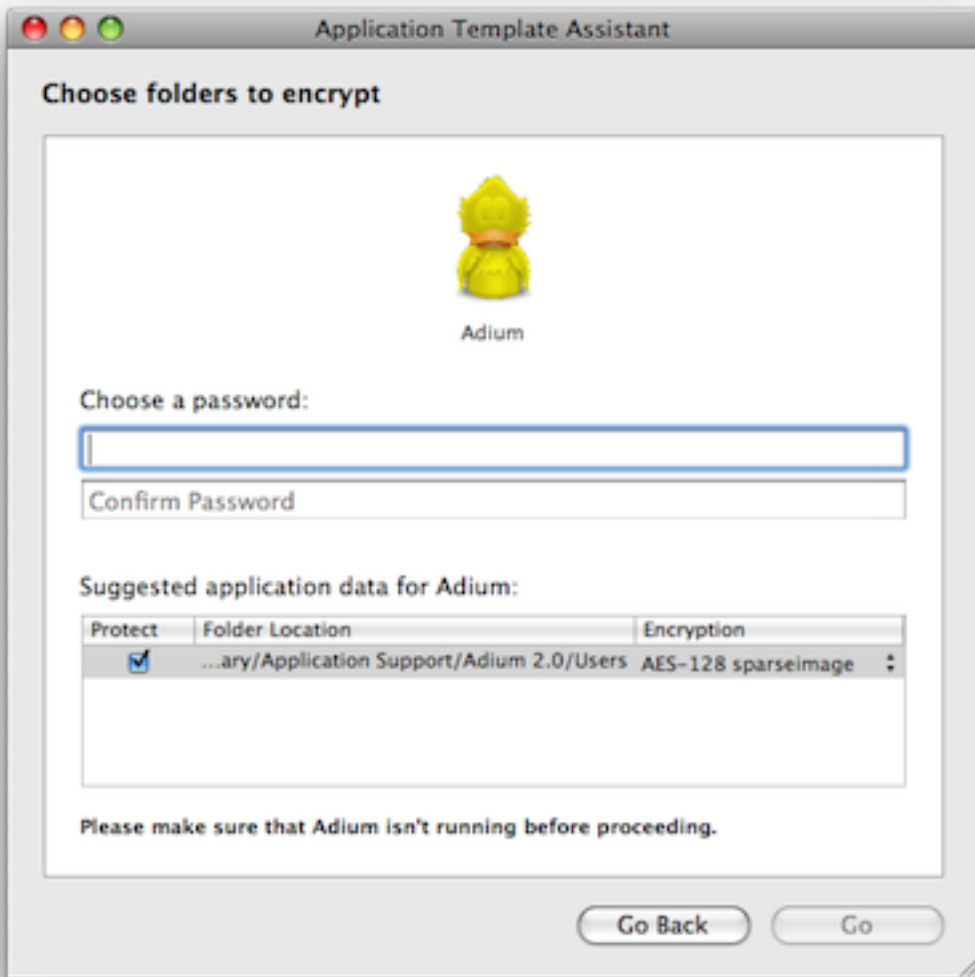 Application Template Assistant
Choose folders to encrypt
Adium
Choose a password:
Confirm Password
Suggested application data for Adium:
Protect Folder Location Encryption
...ary/Application Support/Adium 2.0/Users AES-128 sparseimage
Please make sure that Adium isn't running before proceeding.
Go Back Go